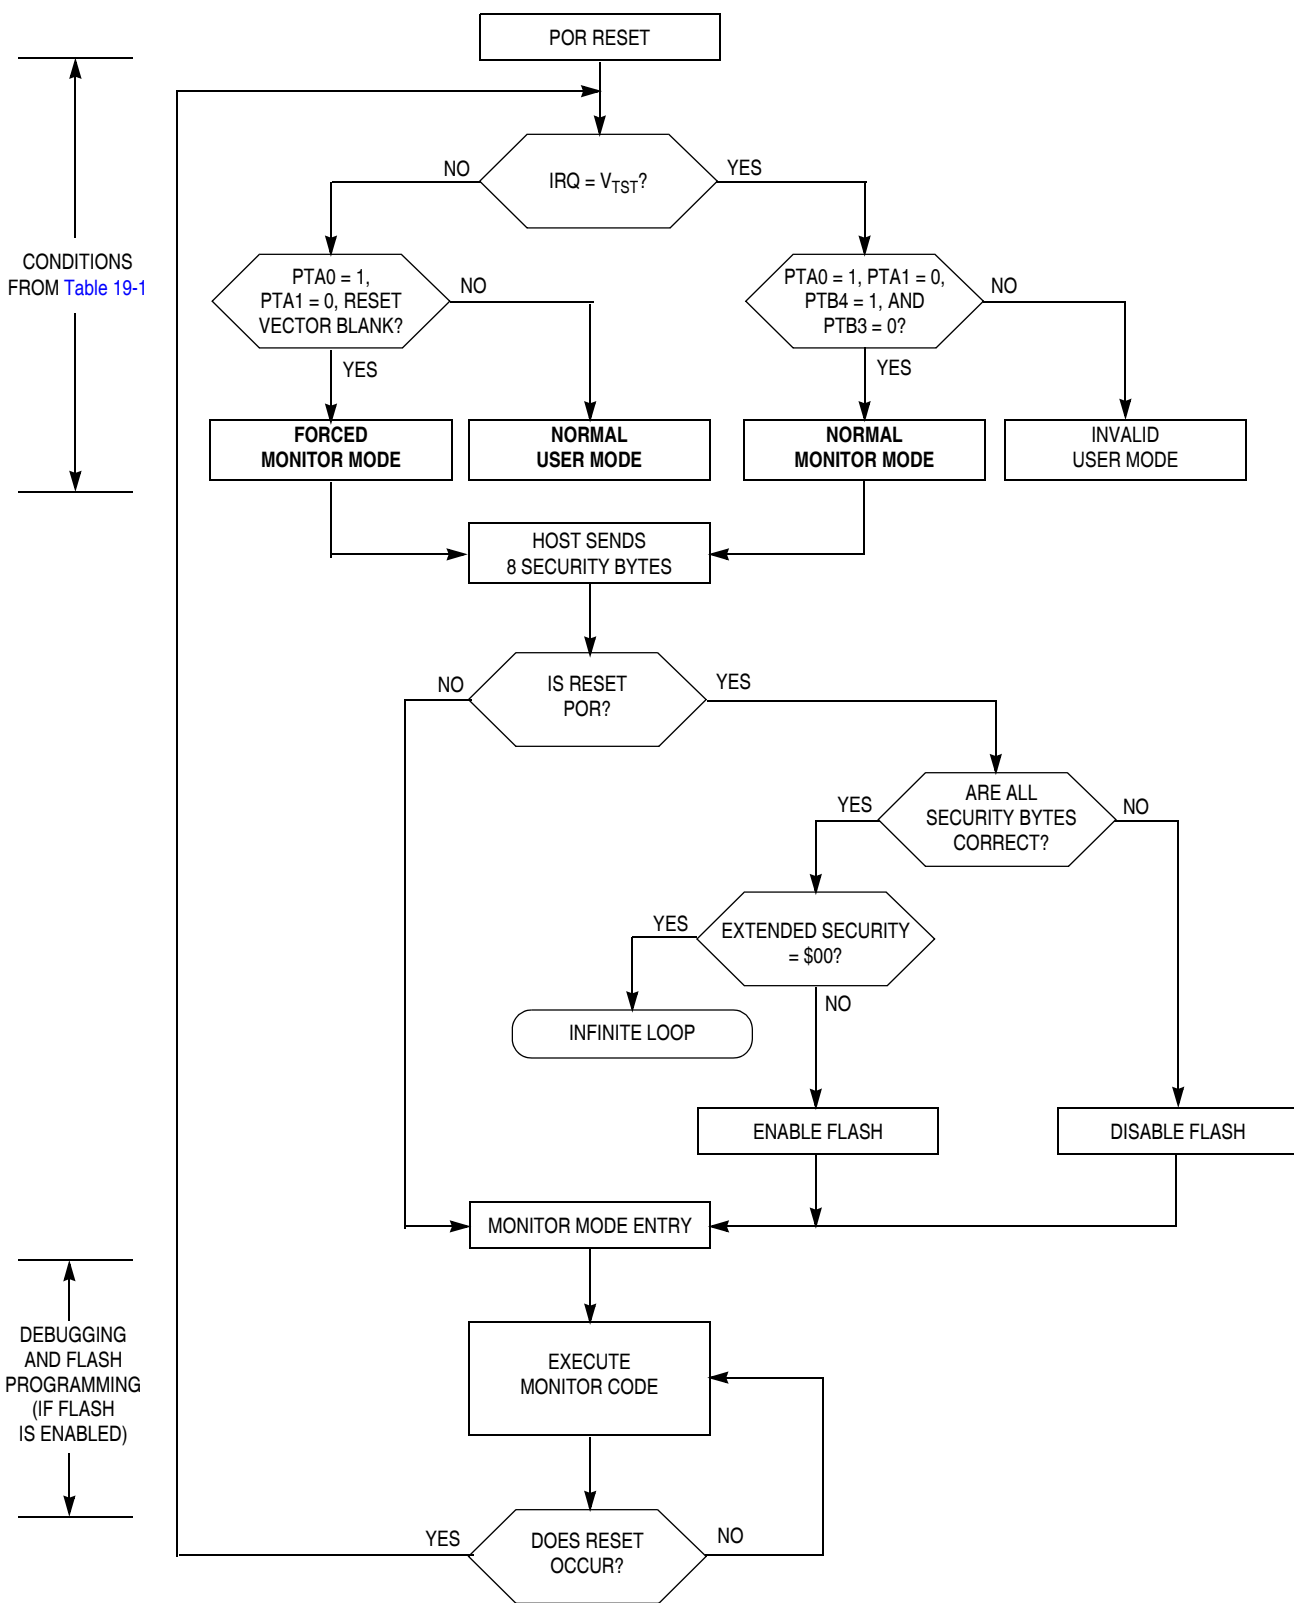 POR RESET
NO
YES
IRQ = VTST?
CONDITIONS
FROM Table 19-1
PTA0 = 1,
PTA1 = 0, RESET
VECTOR BLANK?
NO
YES
PTA0 = 1, PTA1 = 0,
PTB4 = 1, AND
PTB3 = 0?
NO
YES
FORCED
MONITOR MODE
NORMAL
USER MODE
NORMAL
MONITOR MODE
INVALID
USER MODE
HOST SENDS
8 SECURITY BYTES
NO
IS RESET
POR?
YES
YES
ARE ALL
SECURITY BYTES
CORRECT?
NO
YES
EXTENDED SECURITY
= $00?
NO
INFINITE LOOP
ENABLE FLASH
DISABLE FLASH
MONITOR MODE ENTRY
DEBUGGING
AND FLASH
PROGRAMMING
(IF FLASH
IS ENABLED)
EXECUTE
MONITOR CODE
YES
DOES RESET
OCCUR?
NO